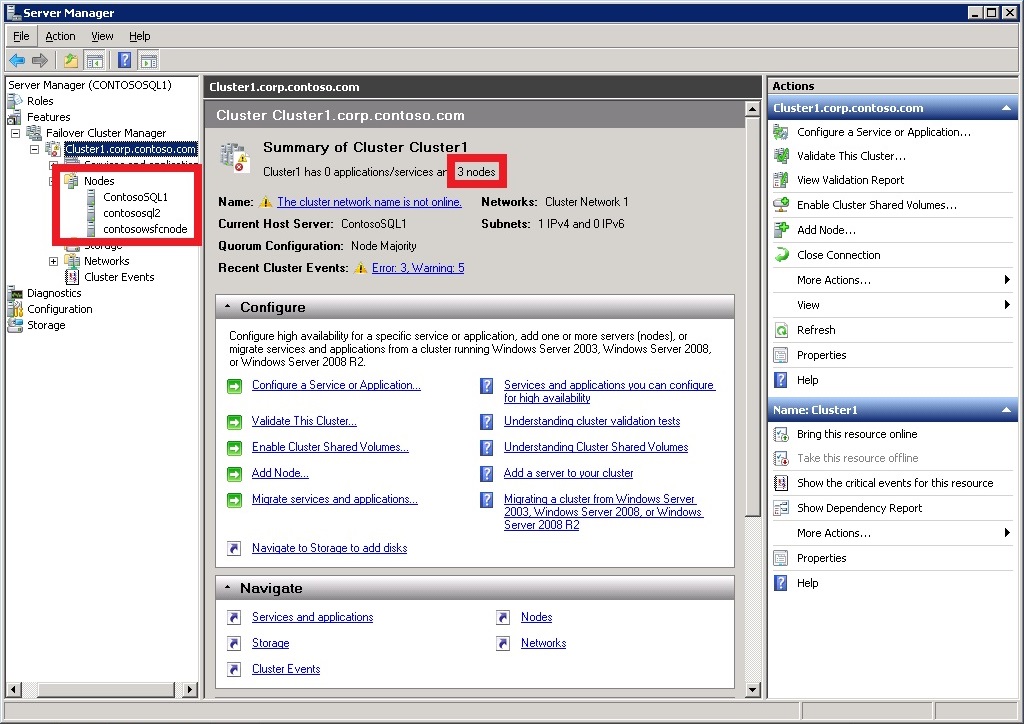 Server Manager
File Action View Help
Server Manager (CONTOSOSQL1)
Roles
Features
Failover Cluster Manager
Cluster1.corp.contoso.com
Services and application
Nodes
ContosoSQL1
contososql2
contosowsfcnode
Storage
Networks
Cluster Events
Diagnostics
Configuration
Storage
Cluster1.corp.contoso.com
Cluster Cluster1.corp.contoso.com
Summary of Cluster Cluster1
Cluster1 has 0 applications/services an 3 nodes
Name: The cluster network name is not online. Networks: Cluster Network 1
Current Host Server: ContosoSQL1 Subnets: 1 IPv4 and 0 IPv6
Quorum Configuration: Node Majority
Recent Cluster Events: Error: 3, Warning: 5
Configure
Configure high availability for a specific service or application, add one or more servers (nodes), or
migrate services and applications from a cluster running Windows Server 2003, Windows Server 2008,
or Windows Server 2008 R2.
Configure a Service or Application...
Services and applications you can configure
for high availability
Validate This Cluster...
Understanding cluster validation tests
Enable Cluster Shared Volumes...
Understanding Cluster Shared Volumes
Add Node...
Add a server to your cluster
Migrate services and applications...
Migrating a cluster from Windows Server
2003, Windows Server 2008, or Windows
Server 2008 R2
Navigate to Storage to add disks
Navigate
Services and applications
Nodes
Storage
Networks
Cluster Events
Actions
Cluster1.corp.contoso.com
Configure a Service or Application...
Validate This Cluster...
View Validation Report
Enable Cluster Shared Volumes...
Add Node...
Close Connection
More Actions...
View
Refresh
Properties
Help
Name: Cluster1
Bring this resource online
Take this resource offline
Show the critical events for this resource
Show Dependency Report
More Actions...
Properties
Help